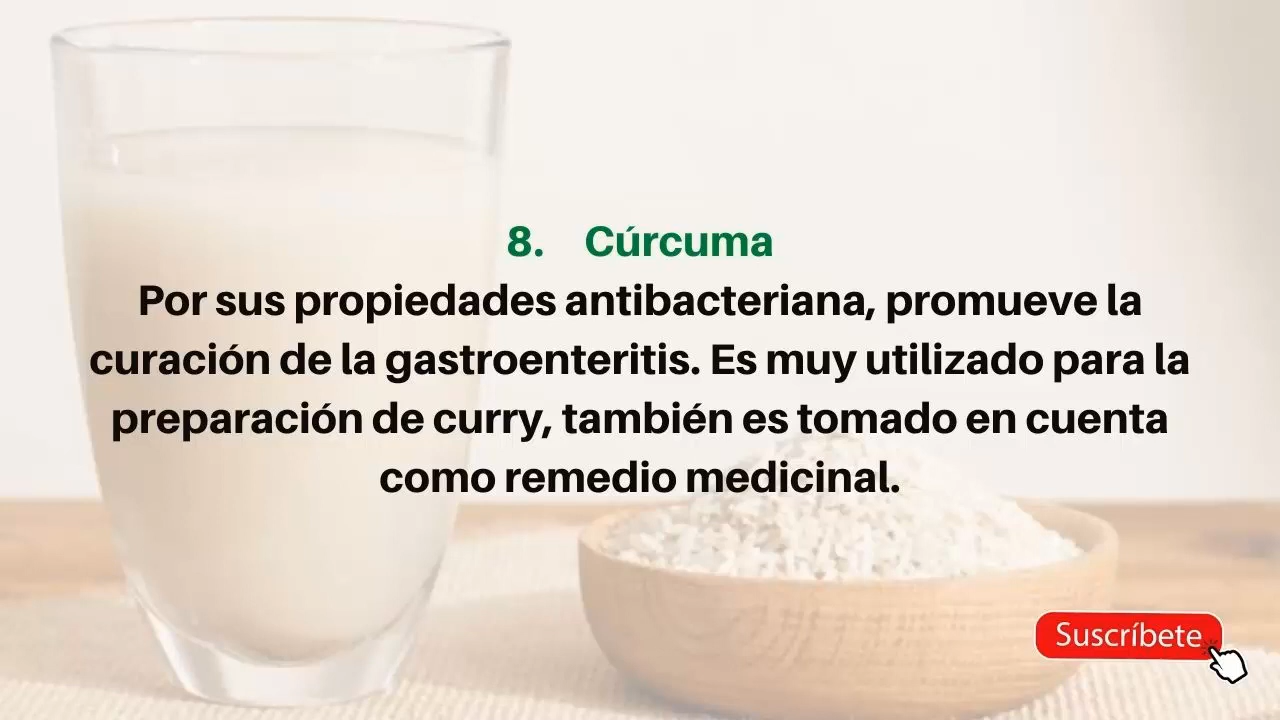 8. Cúrcuma
Por sus propiedades antibacteriana, promueve la
curación de la gastroenteritis. Es muy utilizado para la
preparación de curry, también es tomado en cuenta
como remedio medicinal.
Suscríbete